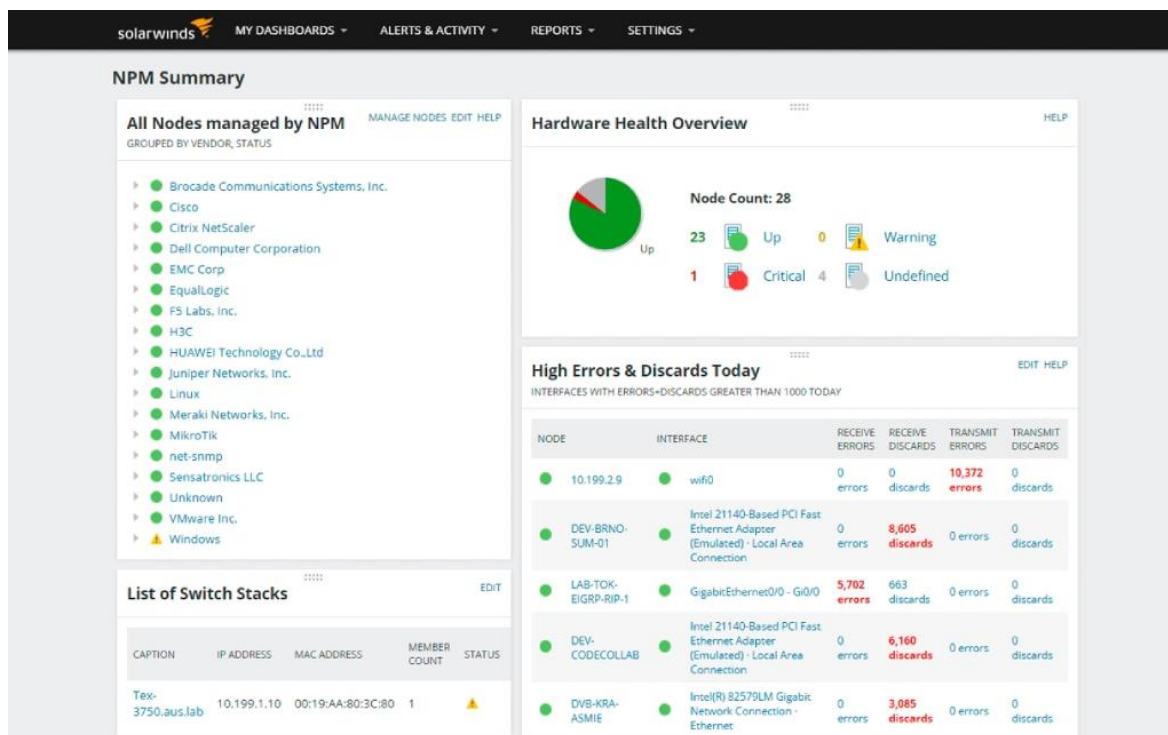 solarwinds MY DASHBOARDS ALERTS & ACTIVITY REPORTS SETTINGS
NPM Summary
All Nodes managed by NPM MANAGE NODES EDIT HELP
GROUPED BY VENDOR, STATUS
Brocade Communications Systems, Inc.
Cisco
Citrix NetScaler
Dell Computer Corporation
EMC Corp
EqualLogic
F5 Labs, Inc.
H3C
HUAWEI Technology Co.,Ltd
Juniper Networks, Inc.
Linux
Meraki Networks, Inc.
MikroTik
net-snmp
Sensatronics LLC
Unknown
VMware Inc.
Windows
List of Switch Stacks EDIT
CAPTION IP ADDRESS MAC ADDRESS MEMBER COUNT STATUS
Tex-
3750.aus.lab 10.199.1.10 00:19:AA:80:3C:80 1
Hardware Health Overview HELP
Up
Node Count: 28
23 Up 0 Warning
1 Critical 4 Undefined
High Errors & Discards Today EDIT HELP
INTERFACES WITH ERRORS+DISCARDS GREATER THAN 1000 TODAY
NODE INTERFACE RECEIVE ERRORS RECEIVE DISCARDS TRANSMIT ERRORS TRANSMIT DISCARDS
10.199.2.9 wifi0 0 errors 0 discards 10,372 errors 0 discards
DEV-BRNO-SUM-01 Intel 21140-Based PCI Fast Ethernet Adapter (Emulated) · Local Area Connection 0 errors 8,605 discards 0 errors 0 discards
LAB-TOK-EIGRP-RIP-1 GigabitEthernet0/0 - Gi0/0 5,702 errors 663 discards 0 errors 0 discards
DEV-CODECOLLAB Intel 21140-Based PCI Fast Ethernet Adapter (Emulated) · Local Area Connection 0 errors 6,160 discards 0 errors 0 discards
DVB-KRA-ASMIE Intel(R) 82579LM Gigabit Network Connection · Ethernet 0 errors 3,085 discards 0 errors 0 discards